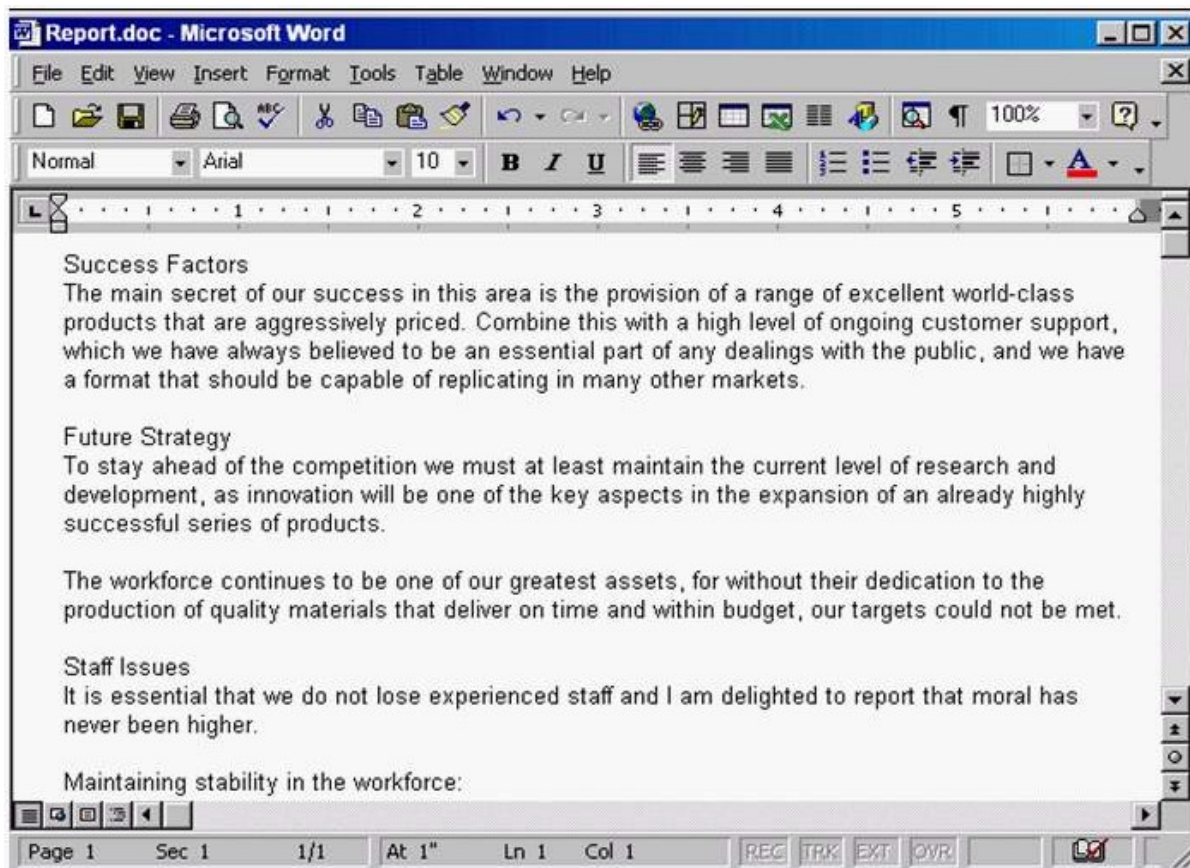 Report.doc - Microsoft Word
File Edit View Insert Format Tools Table Window Help
ABC 100%
Normal Arial 10 B I U A
1 2 3 4 5
Success Factors
The main secret of our success in this area is the provision of a range of excellent world-class
products that are aggressively priced. Combine this with a high level of ongoing customer support,
which we have always believed to be an essential part of any dealings with the public, and we have
a format that should be capable of replicating in many other markets.
Future Strategy
To stay ahead of the competition we must at least maintain the current level of research and
development, as innovation will be one of the key aspects in the expansion of an already highly
successful series of products.
The workforce continues to be one of our greatest assets, for without their dedication to the
production of quality materials that deliver on time and within budget, our targets could not be met.
Staff Issues
It is essential that we do not lose experienced staff and I am delighted to report that moral has
never been higher.
Maintaining stability in the workforce:
Page 1 Sec 1 1/1 At 1" Ln 1 Col 1 REC TRK EXT OVR